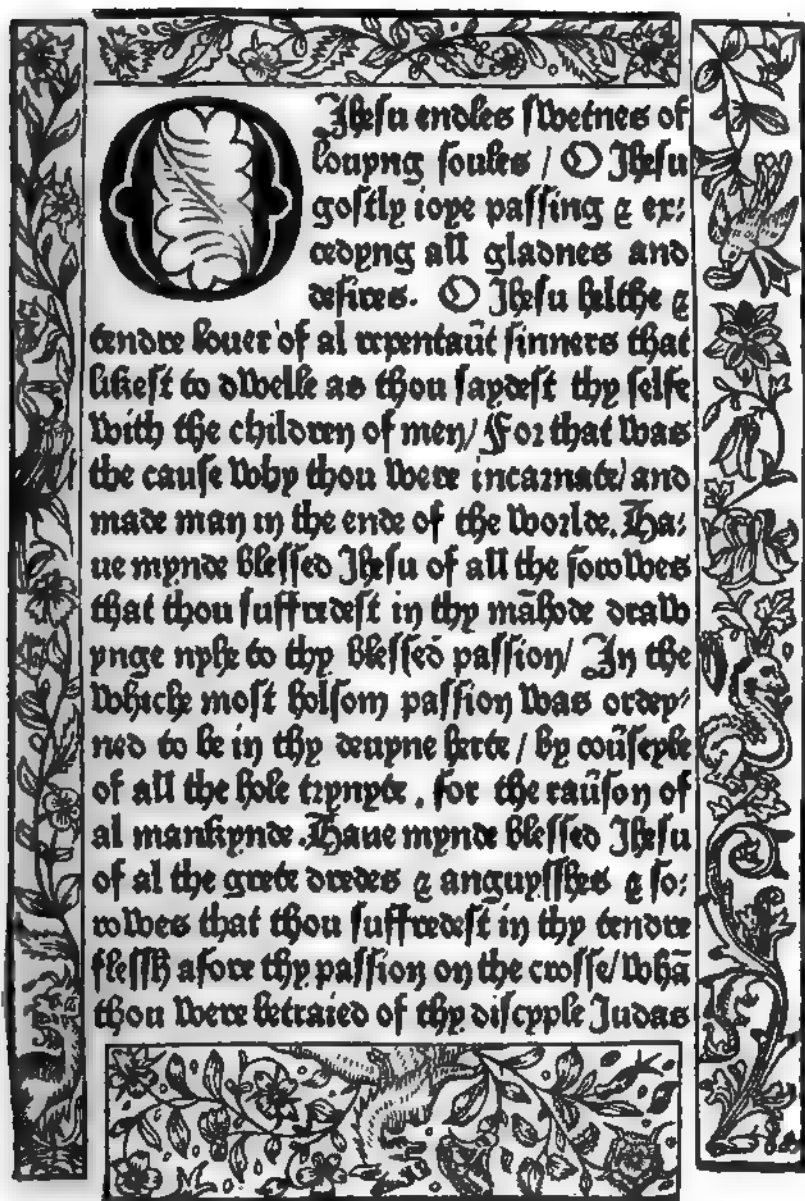 O Jhesu endles swetnes of
louyng soules / O Jhesu
gostly ioye passing & ex:
cedyng all gladnes and
desires. O Jhesu helthe &
tendre louer of al repentaūt sinners that
likest to dwelle as thou saydest thy selfe
with the children of men/ For that was
the cause why thou were incarnate/ and
made man in the ende of the worlde. Ha:
ue mynde blessed Jhesu of all the sorowes
that thou suffredest in thy māhode draw
ynge nyhe to thy blessed passion/ In the
whiche most holsom passion was ordey:
ned to be in thy deuyne herte / by coūseyle
of all the hole trynyte. for the raūson of
al mankynde. Haue mynde blessed Jhesu
of al the grete dredes & anguysshes & so:
rowes that thou suffredest in thy tendre
flessh afore thy passion on the crosse/ whā
thou were betraied of thy discyple Judas